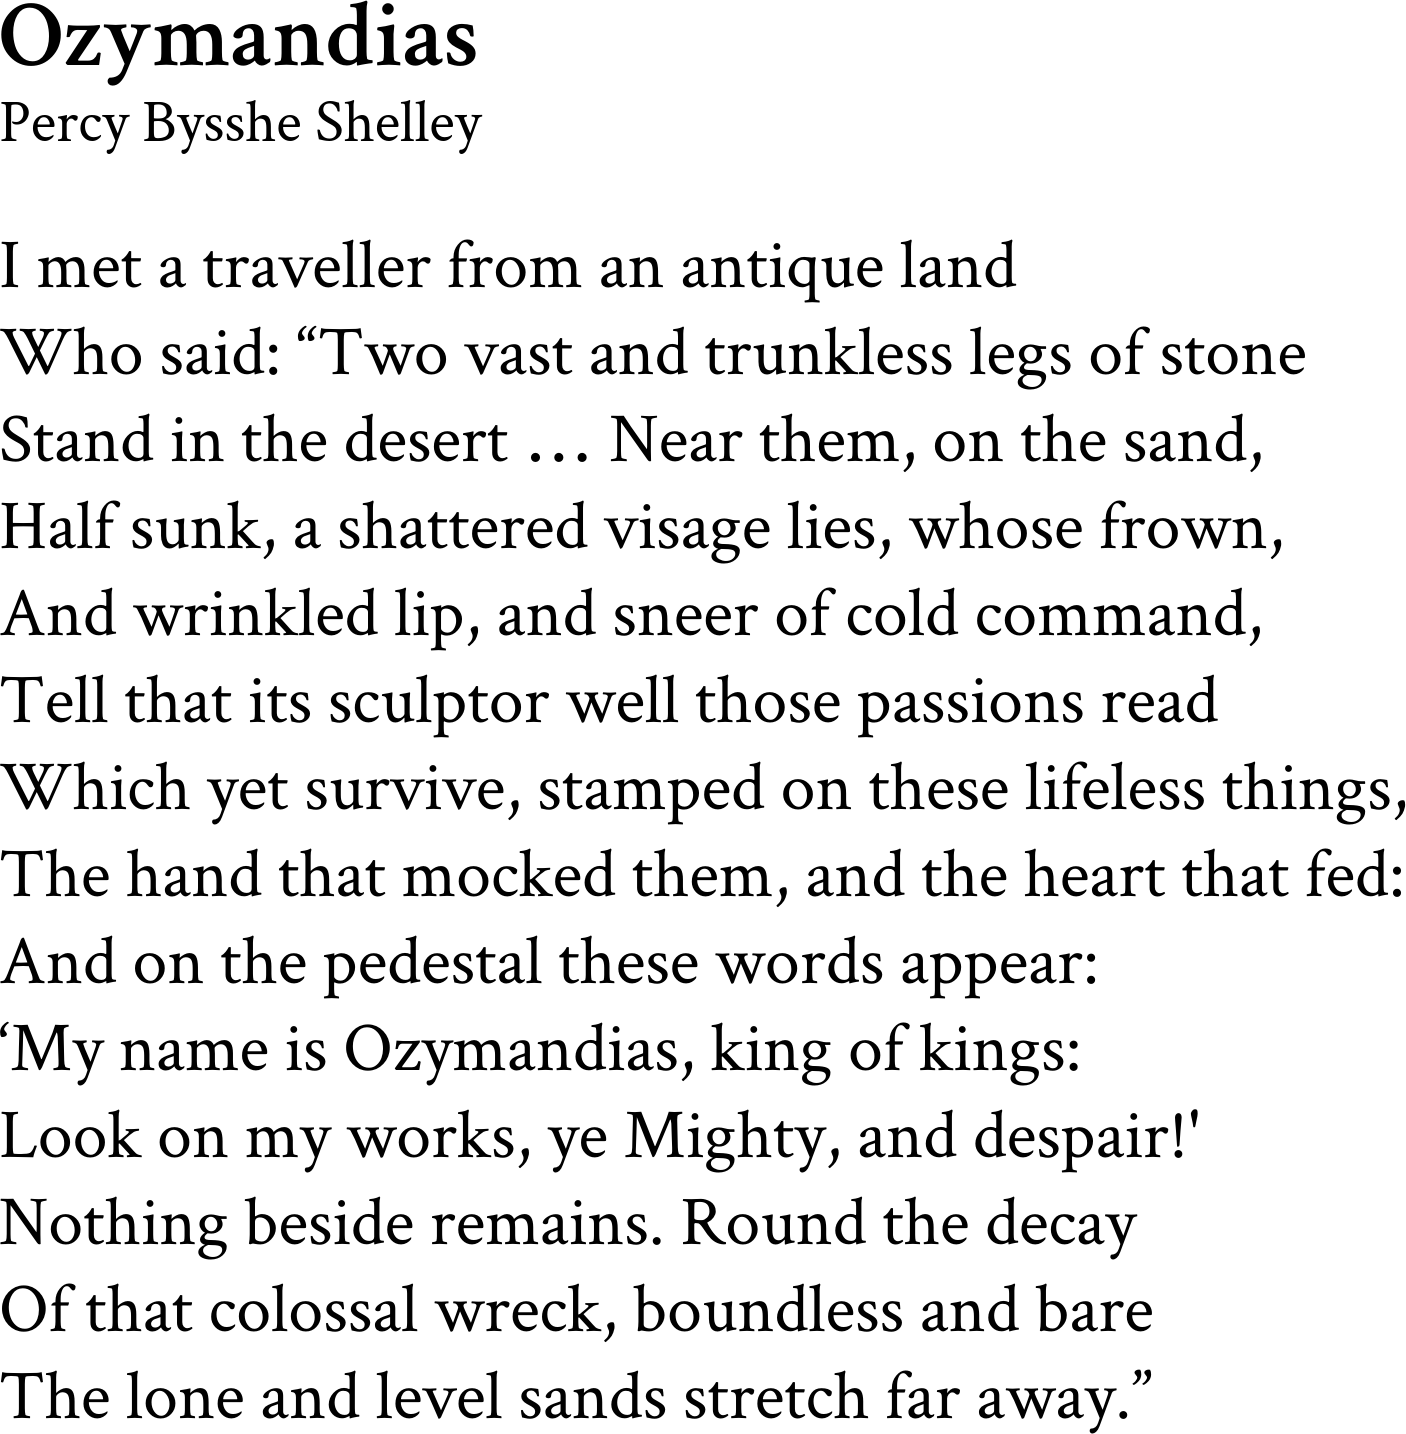 Ozymandias
Percy Bysshe Shelley
I met a traveller from an antique land
Who said: “Two vast and trunkless legs of stone
Stand in the desert … Near them, on the sand,
Half sunk, a shattered visage lies, whose frown,
And wrinkled lip, and sneer of cold command,
Tell that its sculptor well those passions read
Which yet survive, stamped on these lifeless things,
The hand that mocked them, and the heart that fed:
And on the pedestal these words appear:
‘My name is Ozymandias, king of kings:
Look on my works, ye Mighty, and despair!'
Nothing beside remains. Round the decay
Of that colossal wreck, boundless and bare
The lone and level sands stretch far away.”